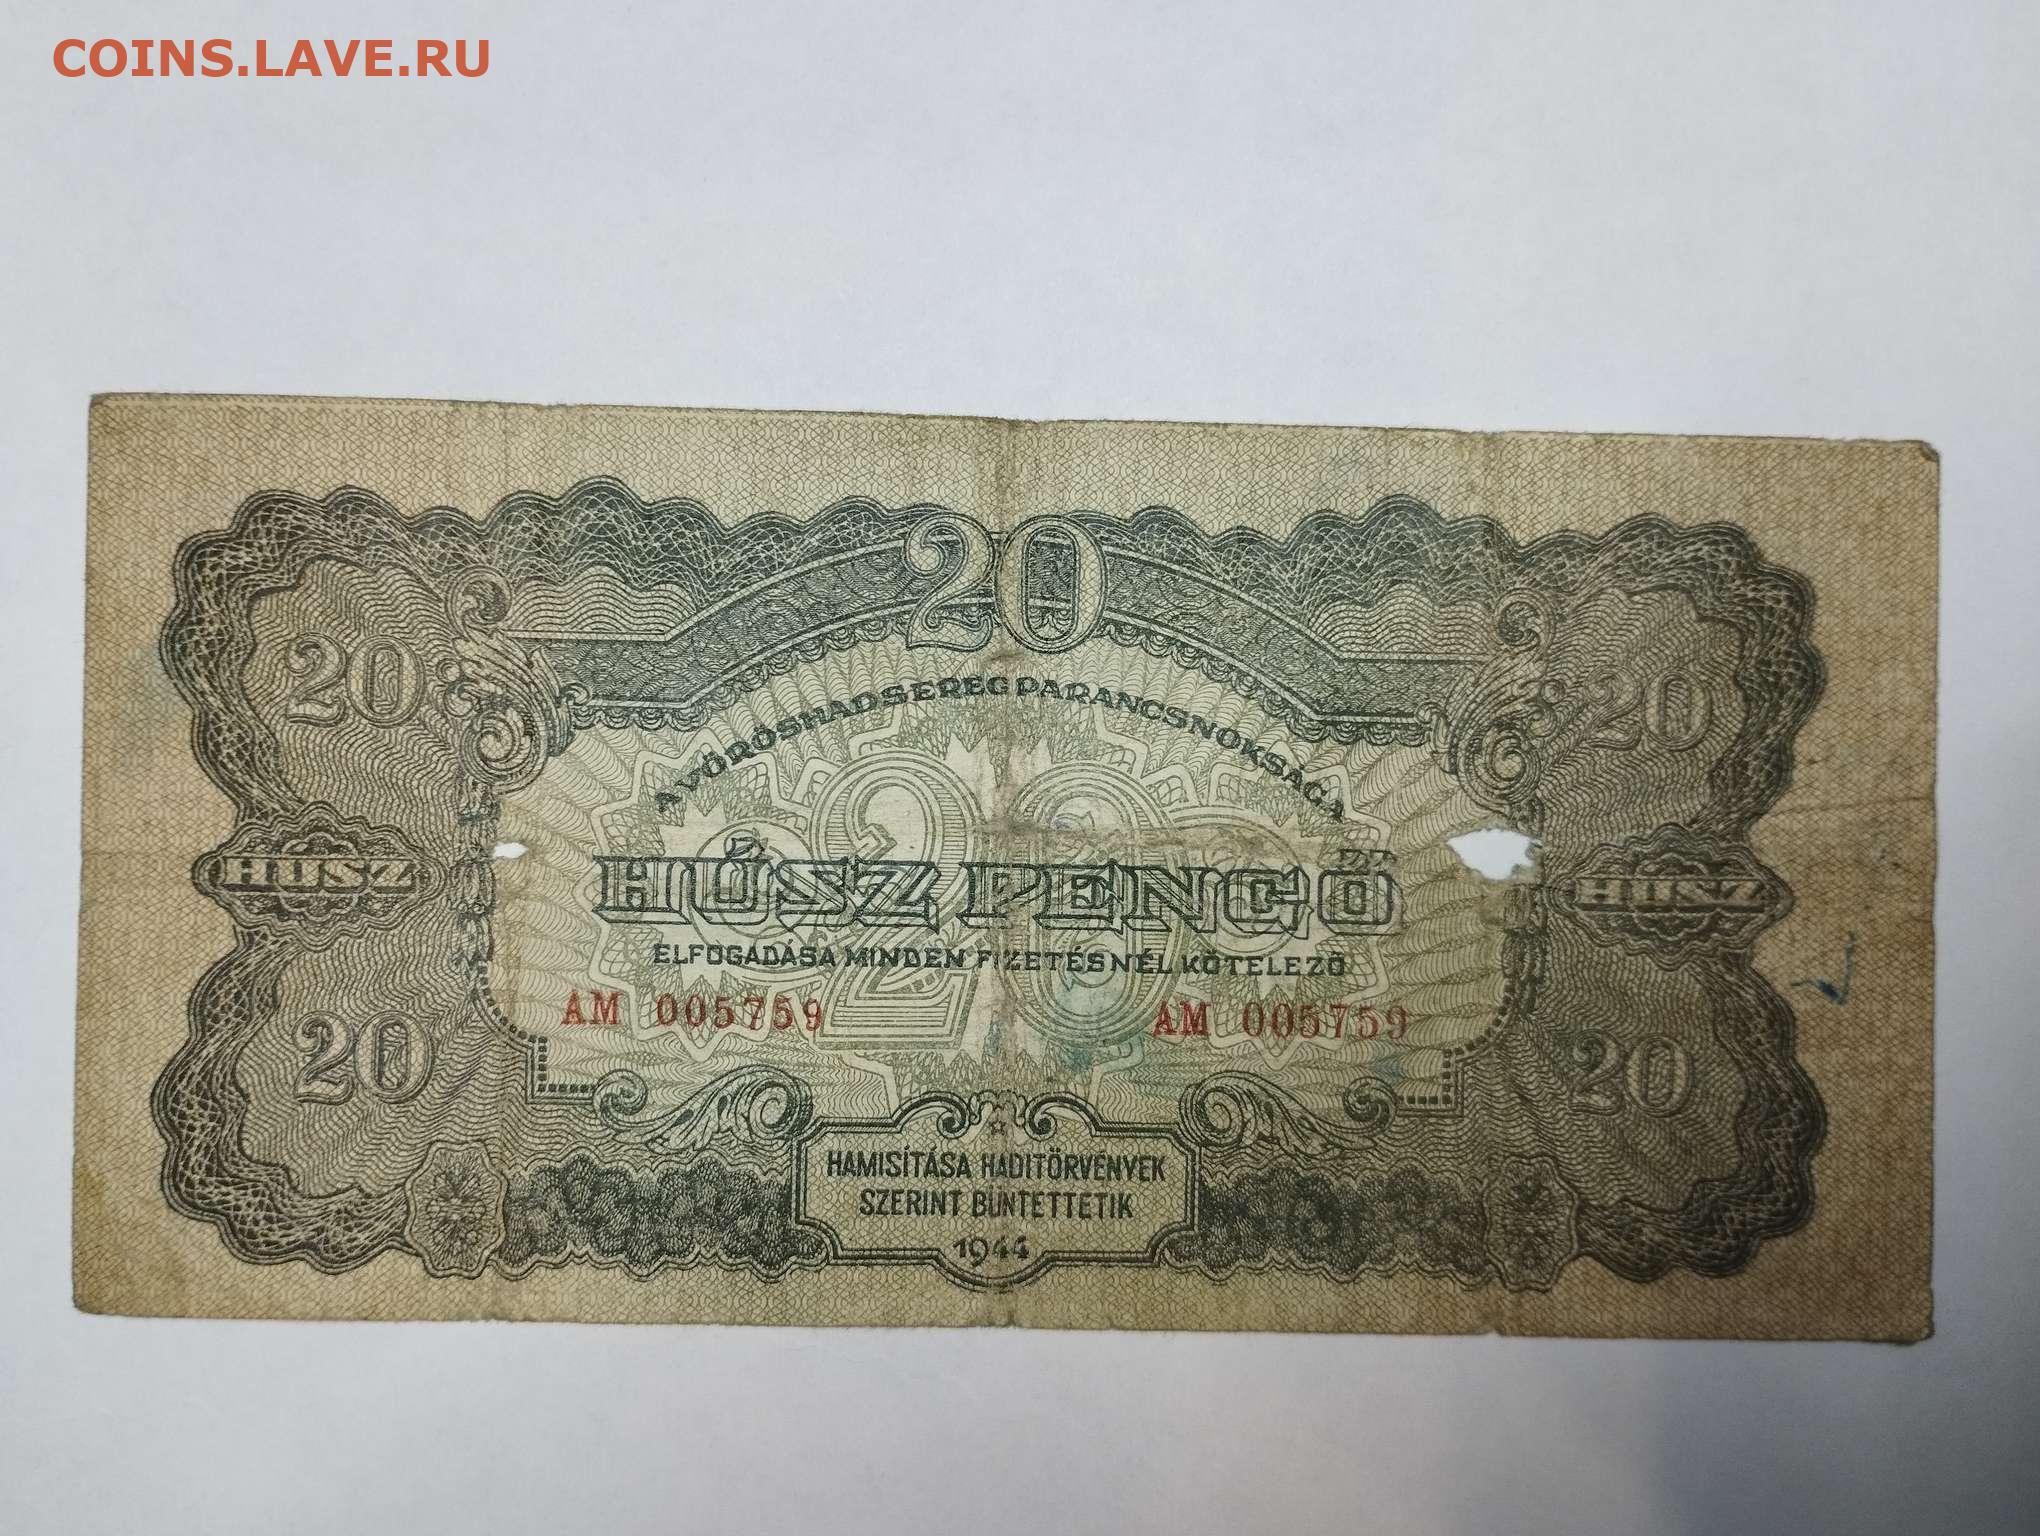 COINS.LAVE.RU
20
20
20
A VÖRÖSHADSEREG PARANCSNOKSÁGA
20
HÚSZ
HÚSZ PENGŐ
HÚSZ
ELFOGADÁSA MINDEN FIZETÉSNÉL KÖTELEZŐ
AM 005759
AM 005759
20
20
HAMISÍTÁSA HADITÖRVÉNYEK
SZERINT BÜNTETTETIK
1944